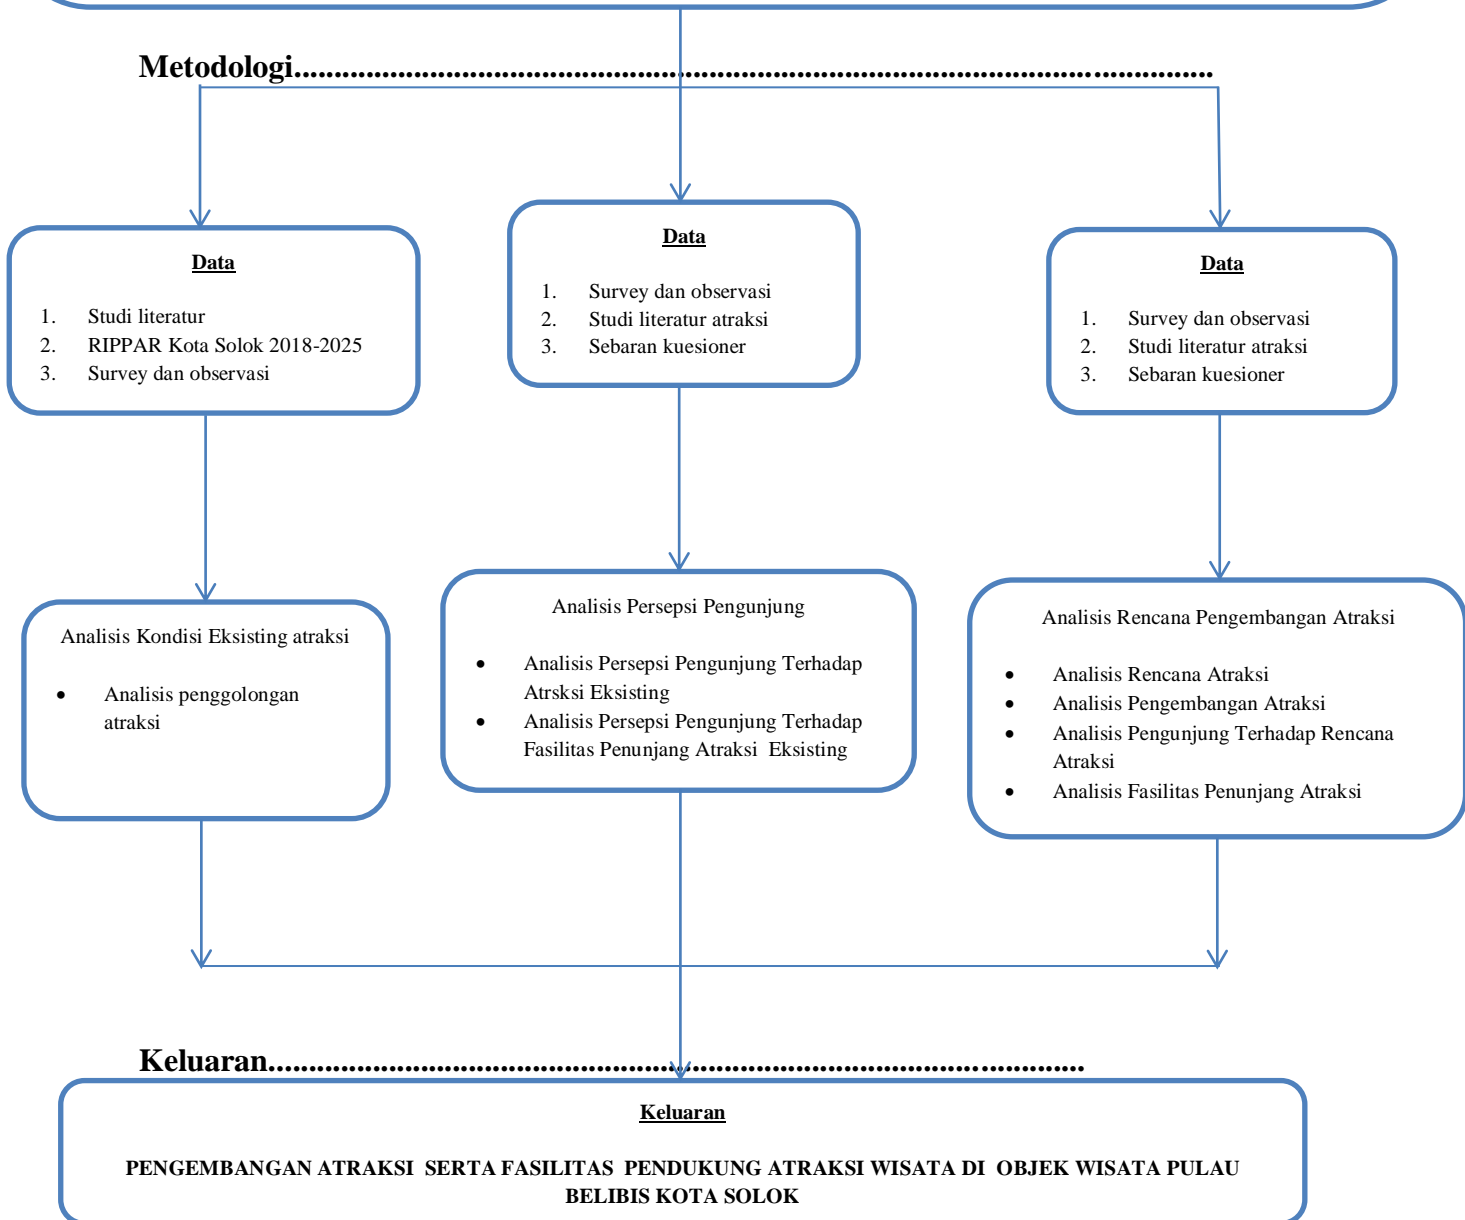 Metodologi..................................................................................................................
Data
1. Studi literatur
2. RIPPAR Kota Solok 2018-2025
3. Survey dan observasi
Data
1. Survey dan observasi
2. Studi literatur atraksi
3. Sebaran kuesioner
Data
1. Survey dan observasi
2. Studi literatur atraksi
3. Sebaran kuesioner
Analisis Kondisi Eksisting atraksi
• Analisis penggolongan
atraksi
Analisis Persepsi Pengunjung
• Analisis Persepsi Pengunjung Terhadap
Atrsksi Eksisting
• Analisis Persepsi Pengunjung Terhadap
Fasilitas Penunjang Atraksi Eksisting
Analisis Rencana Pengembangan Atraksi
• Analisis Rencana Atraksi
• Analisis Pengembangan Atraksi
• Analisis Pengunjung Terhadap Rencana
Atraksi
• Analisis Fasilitas Penunjang Atraksi
Keluaran.....................................................................................................
Keluaran
PENGEMBANGAN ATRAKSI SERTA FASILITAS PENDUKUNG ATRAKSI WISATA DI OBJEK WISATA PULAU
BELIBIS KOTA SOLOK